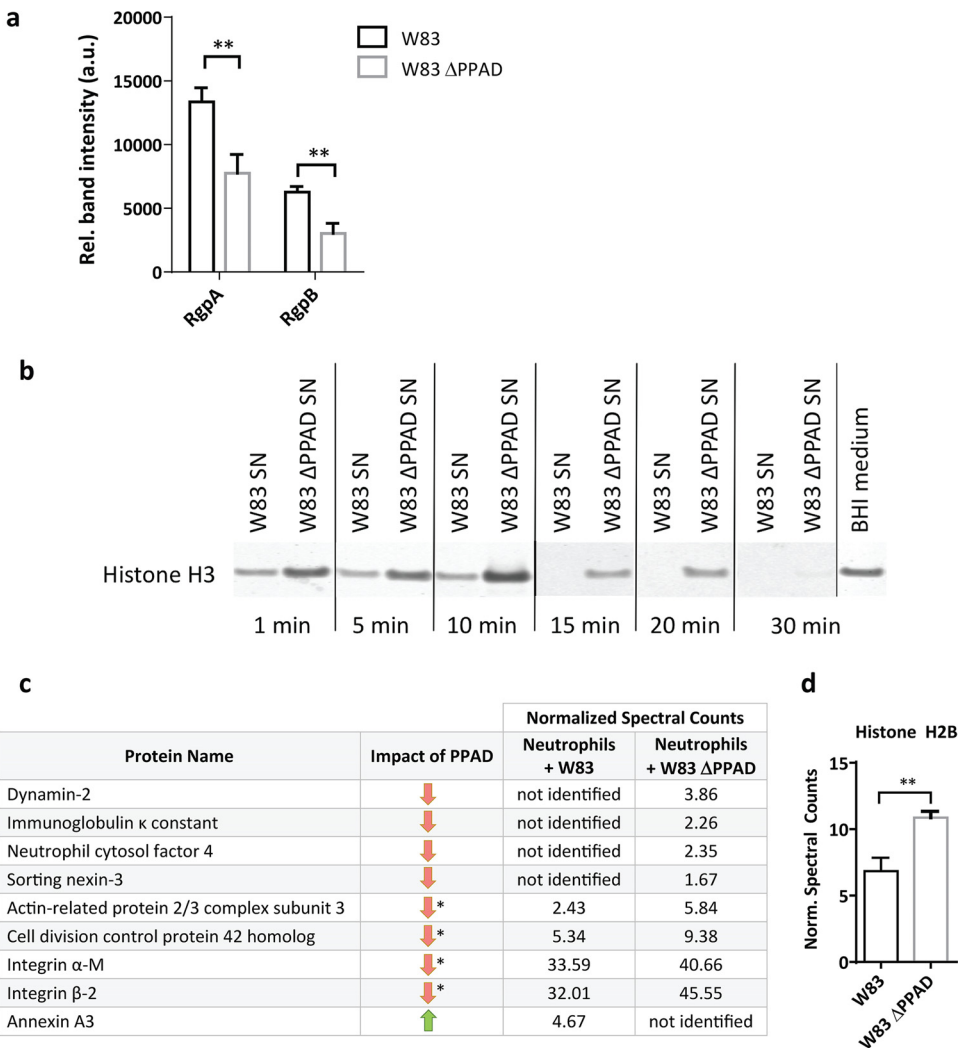 a
20000
15000
10000
5000
0
Rel. band intensity (a.u.)
**
**
RgpA
RgpB
W83
W83 ΔPPAD
b
W83 SN
W83 ΔPPAD SN
W83 SN
W83 ΔPPAD SN
W83 SN
W83 ΔPPAD SN
W83 SN
W83 ΔPPAD SN
W83 SN
W83 ΔPPAD SN
W83 SN
W83 ΔPPAD SN
BHI medium
Histone H3
1 min 5 min 10 min 15 min 20 min 30 min
c
Normalized Spectral Counts
Protein Name Impact of PPAD Neutrophils + W83 Neutrophils + W83 ΔPPAD
Dynamin-2 not identified 3.86
Immunoglobulin κ constant not identified 2.26
Neutrophil cytosol factor 4 not identified 2.35
Sorting nexin-3 not identified 1.67
Actin-related protein 2/3 complex subunit 3 * 2.43 5.84
Cell division control protein 42 homolog * 5.34 9.38
Integrin α-M * 33.59 40.66
Integrin β-2 * 32.01 45.55
Annexin A3 4.67 not identified
d
Histone H2B
15
10
5
0
Norm. Spectral Counts
**
W83
W83 ΔPPAD